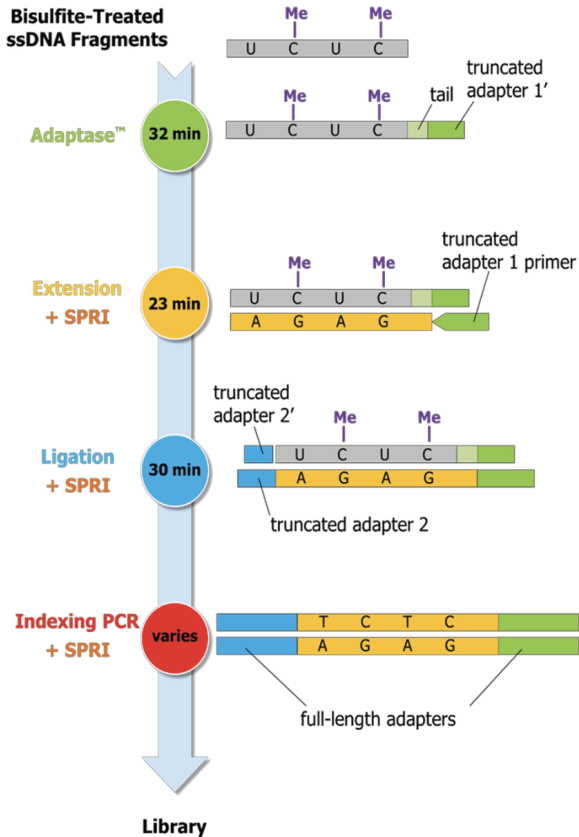 Bisulfite-Treated
ssDNA Fragments
Me Me
U C U C
Adaptase™
32 min
Me Me
U C U C
tail
truncated
adapter 1′
Extension
+ SPRI
23 min
Me Me
U C U C
A G A G
truncated
adapter 1 primer
Ligation
+ SPRI
30 min
truncated
adapter 2′
Me Me
U C U C
A G A G
truncated adapter 2
Indexing PCR
+ SPRI
varies
T C T C
A G A G
full-length adapters
Library